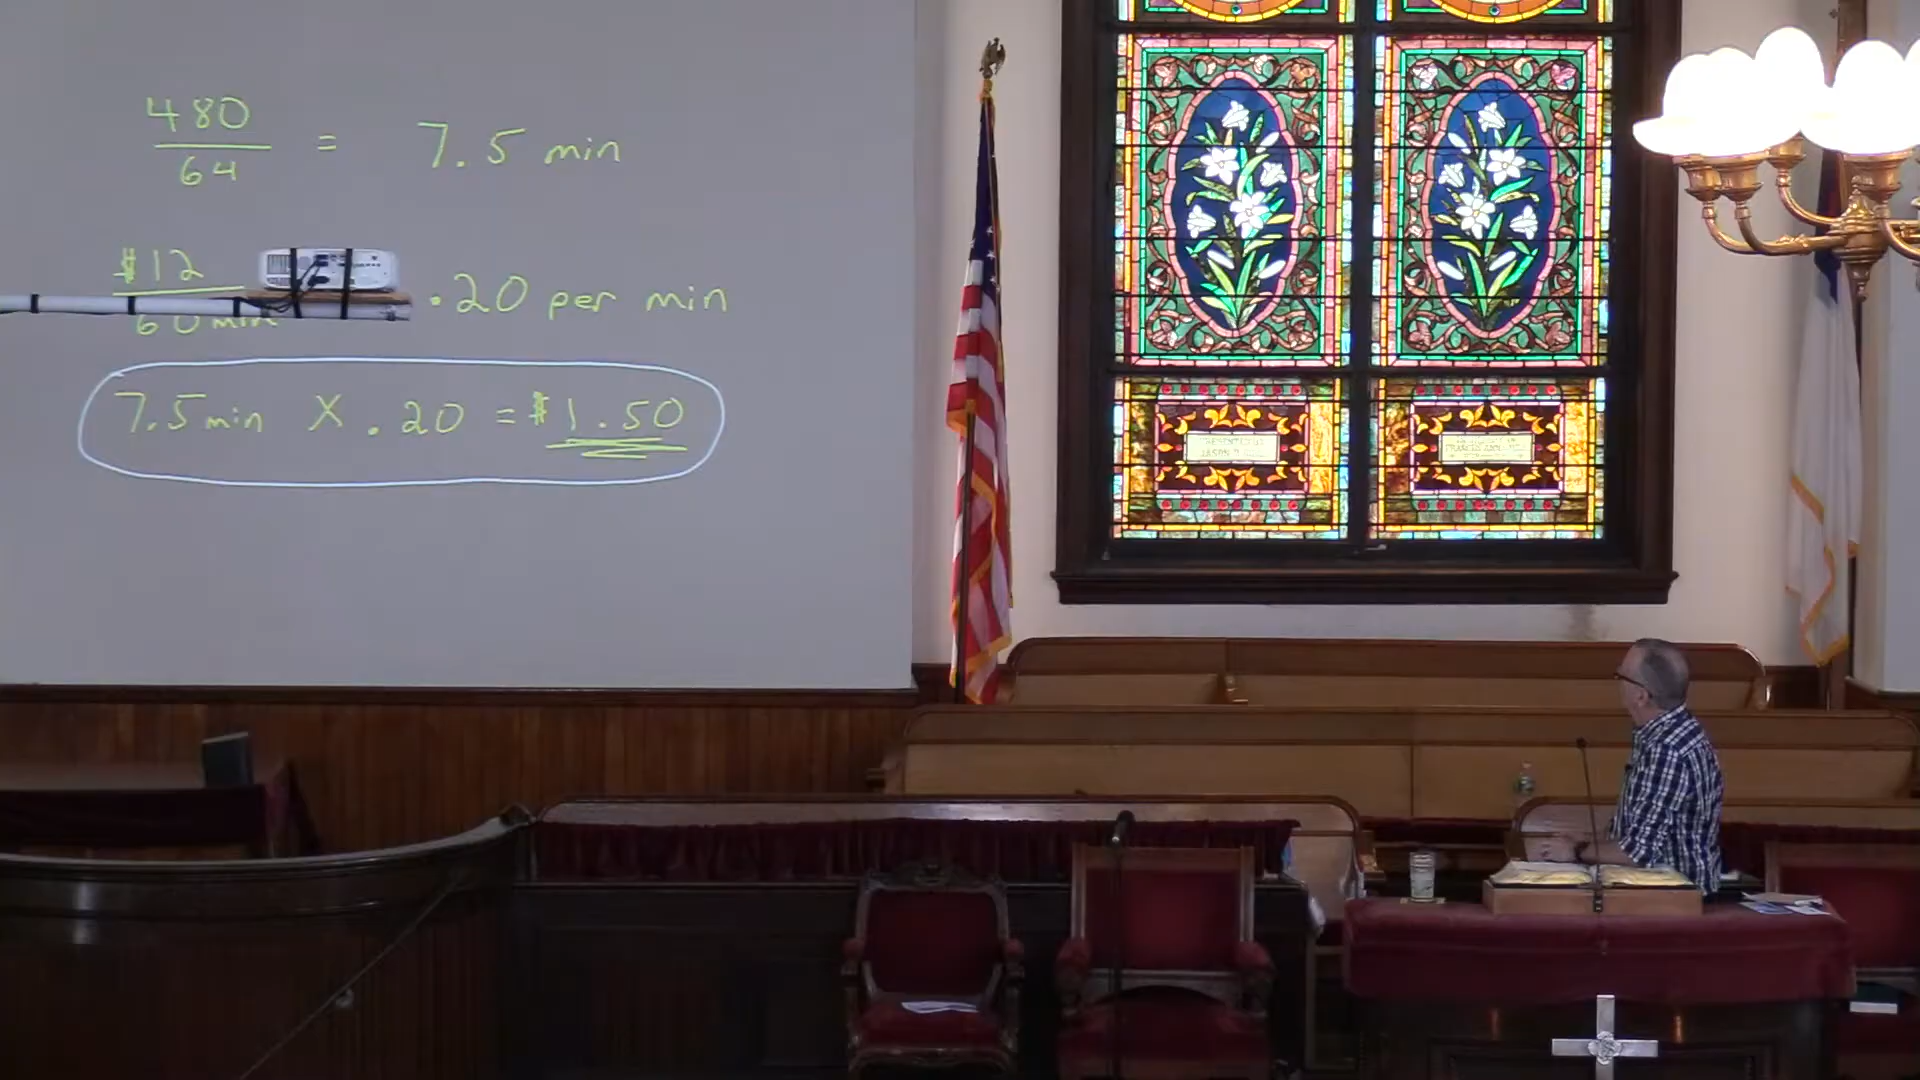 480
64
= 7.5 min
$12
60 min
.20 per min
7.5 min X .20 = $1.50